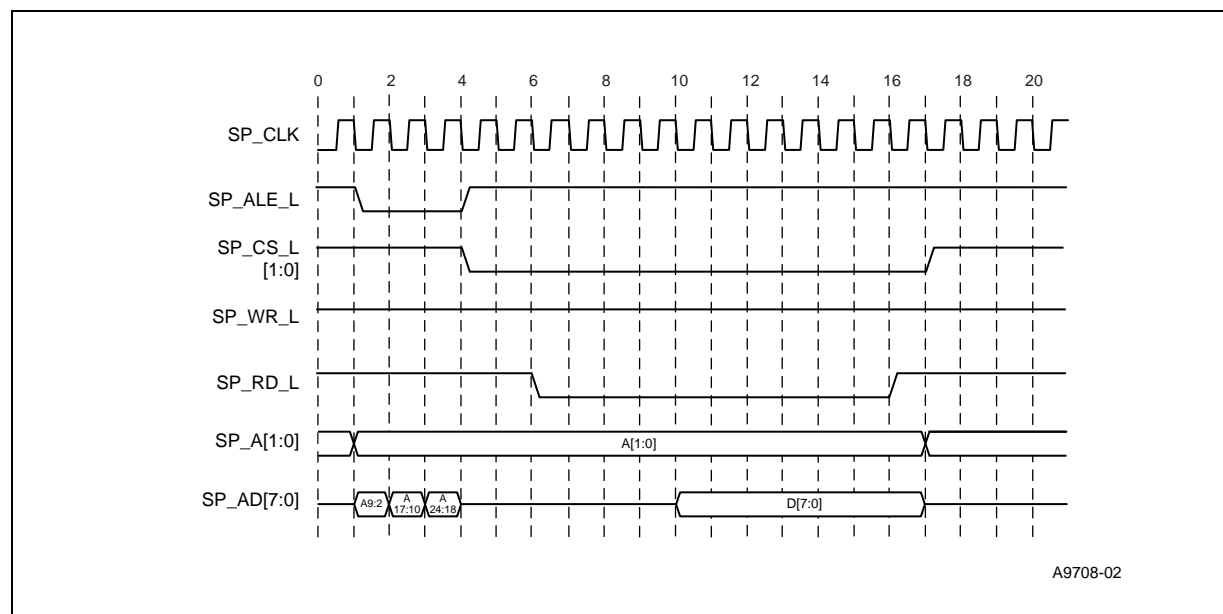 0 2 4 6 8 10 12 14 16 18 20
SP_CLK
SP_ALE_L
SP_CS_L
[1:0]
SP_WR_L
SP_RD_L
SP_A[1:0] A[1:0]
SP_AD[7:0] A9:2 A 17:10 A 24:18 D[7:0]
A9708-02